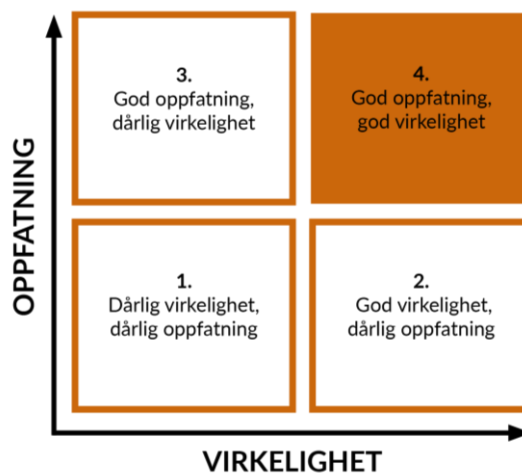 OPPFATNING
3.
God oppfatning,
dårlig virkelighet
4.
God oppfatning,
god virkelighet
1.
Dårlig virkelighet,
dårlig oppfatning
2.
God virkelighet,
dårlig oppfatning
VIRKELIGHET